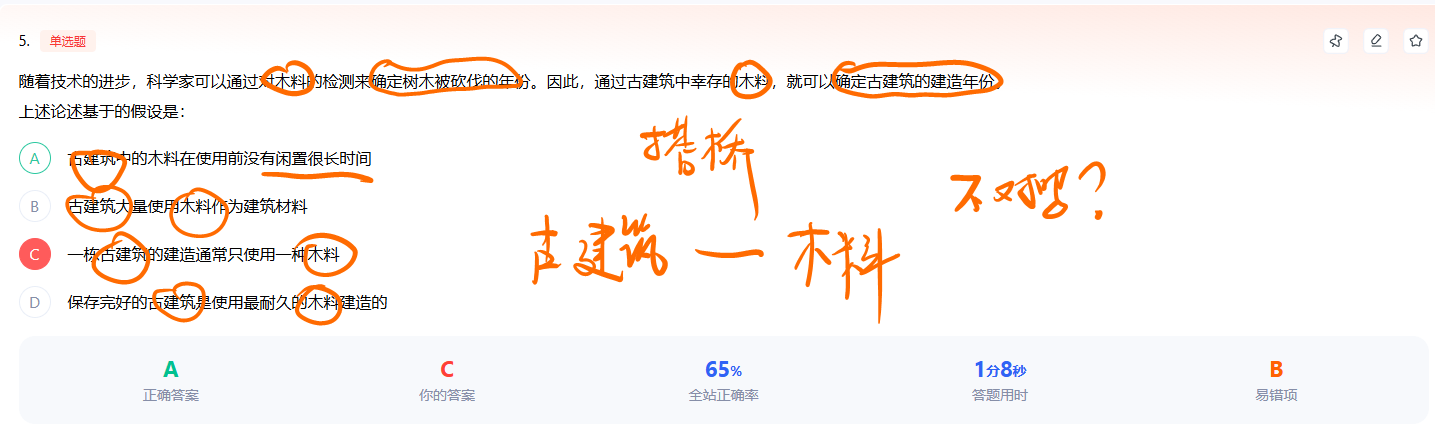 5. 单选题
随着技术的进步，科学家可以通过对木料的检测来确定树木被砍伐的年份。因此，通过古建筑中幸存的木料，就可以确定古建筑的建造年份。
上述论述基于的假设是：
搭桥
A 古建筑中的木料在使用前没有闲置很长时间
不对吗？
B 古建筑大量使用木料作为建筑材料
古建筑 — 木料
C 一栋古建筑的建造通常只使用一种木料
D 保存完好的古建筑是使用最耐久的木料建造的
A C 65% 1分8秒 B
正确答案 你的答案 全站正确率 答题用时 易错项